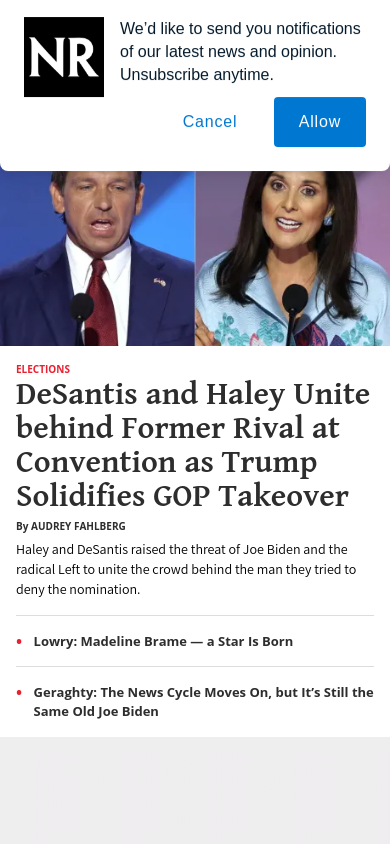 NR
We'd like to send you notifications
of our latest news and opinion.
Unsubscribe anytime.
Cancel
Allow
ELECTIONS
DeSantis and Haley Unite
behind Former Rival at
Convention as Trump
Solidifies GOP Takeover
By AUDREY FAHLBERG
Haley and DeSantis raised the threat of Joe Biden and the
radical Left to unite the crowd behind the man they tried to
deny the nomination.
• Lowry: Madeline Brame — a Star Is Born
• Geraghty: The News Cycle Moves On, but It's Still the
Same Old Joe Biden